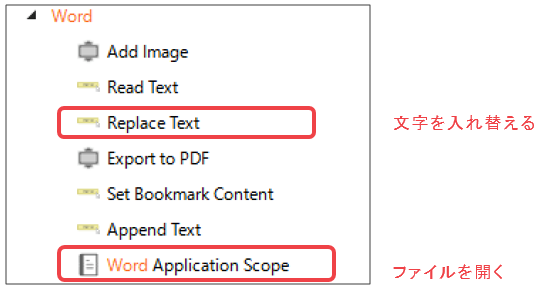 Word
Add Image
Read Text
Replace Text 文字を入れ替える
Export to PDF
Set Bookmark Content
Append Text
Word Application Scope ファイルを開く